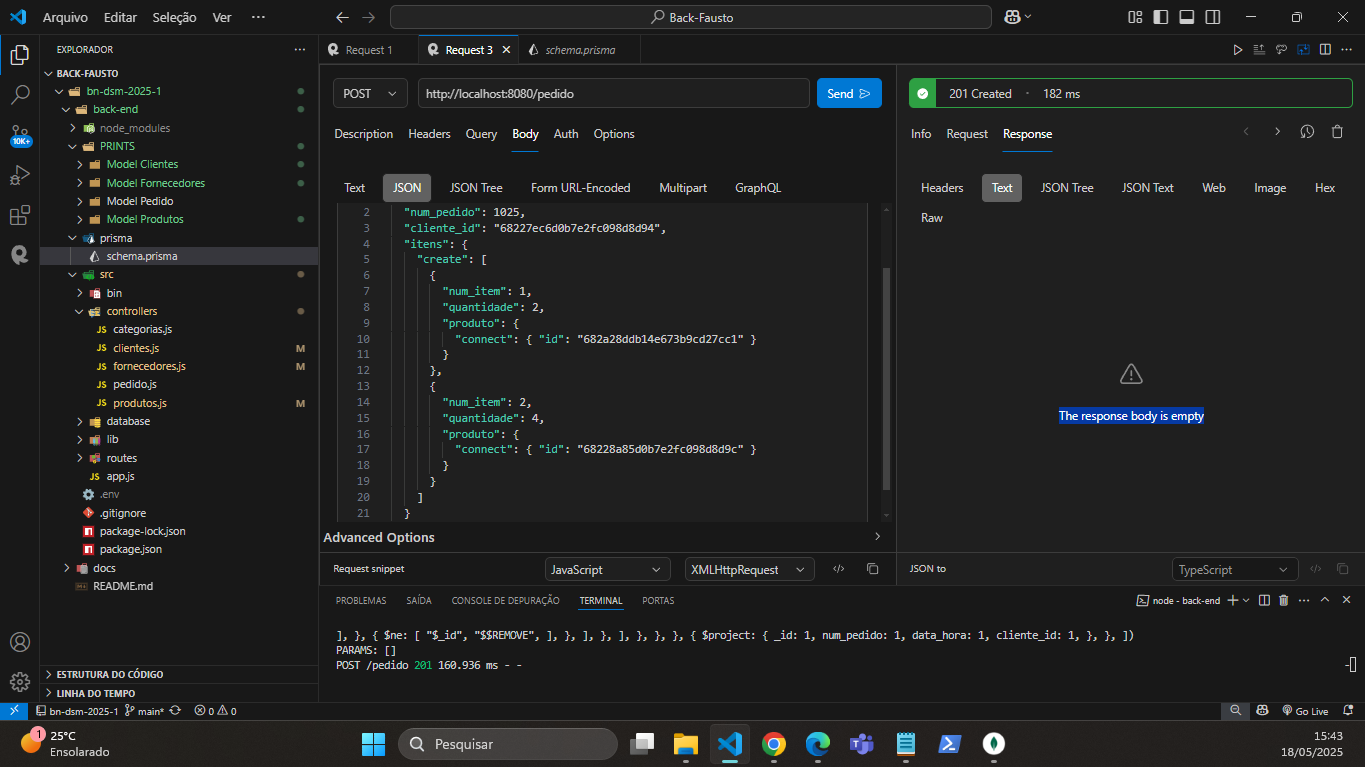 Arquivo Editar Seleção Ver ··· Back-Fausto
EXPLORADOR
BACK-FAUSTO
bn-dsm-2025-1
back-end
node_modules
PRINTS
Model Clientes
Model Fornecedores
Model Pedido
Model Produtos
prisma
schema.prisma
src
bin
controllers
JS categorias.js
JS clientes.js M
JS fornecedores.js M
JS pedido.js
JS produtos.js M
database
lib
routes
JS app.js
.env
.gitignore
package-lock.json
package.json
docs
README.md
ESTRUTURA DO CÓDIGO
LINHA DO TEMPO
10K+
Request 1 Request 3 schema.prisma
POST http://localhost:8080/pedido Send
Description Headers Query Body Auth Options
Text JSON JSON Tree Form URL-Encoded Multipart GraphQL
2 "num_pedido": 1025,
3 "cliente_id": "68227ec6d0b7e2fc098d8d94",
4 "itens": {
5 "create": [
6 {
7 "num_item": 1,
8 "quantidade": 2,
9 "produto": {
10 "connect": { "id": "682a28ddb14e673b9cd27cc1" }
11 }
12 },
13 {
14 "num_item": 2,
15 "quantidade": 4,
16 "produto": {
17 "connect": { "id": "68228a85d0b7e2fc098d8d9c" }
18 }
19 }
20 ]
21 }
Advanced Options
Request snippet JavaScript XMLHttpRequest
201 Created · 182 ms
Info Request Response
Headers Text JSON Tree JSON Text Web Image Hex
Raw
The response body is empty
JSON to TypeScript
PROBLEMAS SAÍDA CONSOLE DE DEPURAÇÃO TERMINAL PORTAS node - back-end
], }, { $ne: [ "$_id", "$$REMOVE", ], }, ], }, ], }, }, }, { $project: { _id: 1, num_pedido: 1, data_hora: 1, cliente_id: 1, }, }, ])
PARAMS: []
POST /pedido 201 160.936 ms - -
bn-dsm-2025-1 main* 0 0 Go Live
1 25°C
Ensolarado
Pesquisar
15:43
18/05/2025